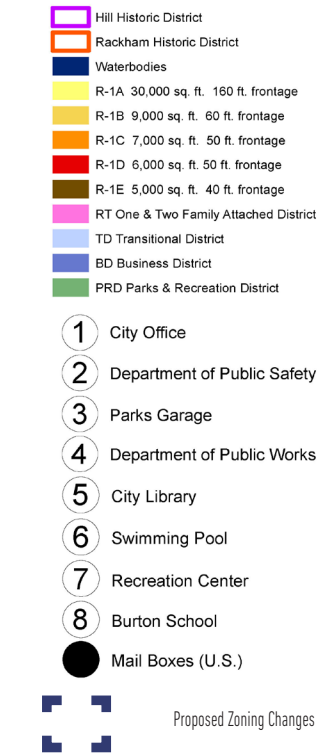 Hill Historic District
Rackham Historic District
Waterbodies
R-1A 30,000 sq. ft. 160 ft. frontage
R-1B 9,000 sq. ft. 60 ft. frontage
R-1C 7,000 sq. ft. 50 ft. frontage
R-1D 6,000 sq. ft. 50 ft. frontage
R-1E 5,000 sq. ft. 40 ft. frontage
RT One & Two Family Attached District
TD Transitional District
BD Business District
PRD Parks & Recreation District
1 City Office
2 Department of Public Safety
3 Parks Garage
4 Department of Public Works
5 City Library
6 Swimming Pool
7 Recreation Center
8 Burton School
Mail Boxes (U.S.)
Proposed Zoning Changes